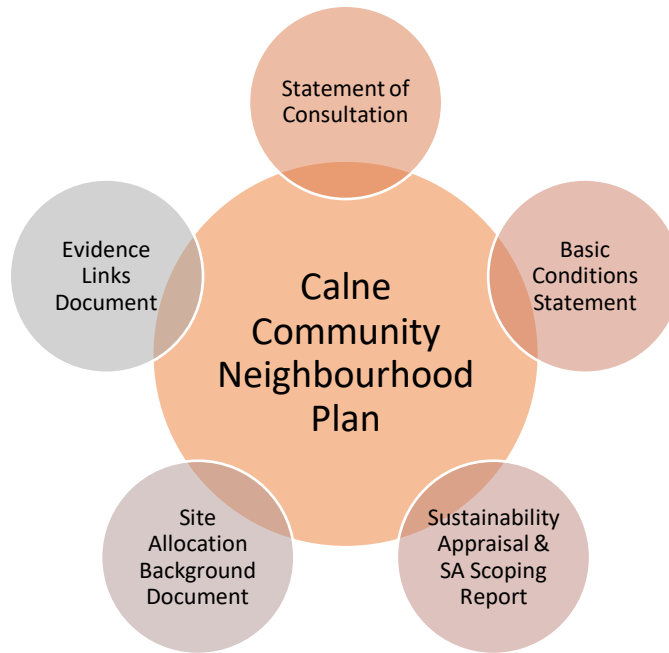 Statement of
Consultation
Evidence
Links
Document
Basic
Conditions
Statement
Calne
Community
Neighbourhood
Plan
Site
Allocation
Background
Document
Sustainability
Appraisal &
SA Scoping
Report